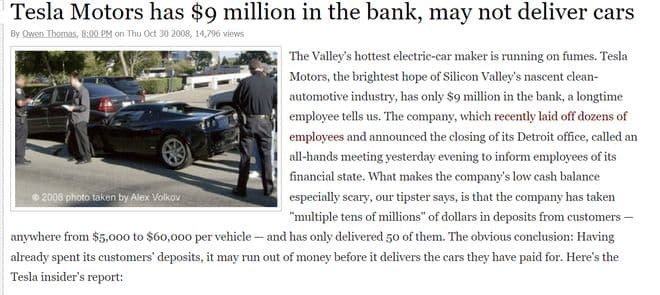 Tesla Motors has $9 million in the bank, may not deliver cars
By Owen Thomas, 8:00 PM on Thu Oct 30 2008, 14,796 views
The Valley's hottest electric-car maker is running on fumes. Tesla
Motors, the brightest hope of Silicon Valley's nascent clean-
automotive industry, has only $9 million in the bank, a longtime
employee tells us. The company, which recently laid off dozens of
employees and announced the closing of its Detroit office, called an
all-hands meeting yesterday evening to inform employees of its
financial state. What makes the company's low cash balance
especially scary, our tipster says, is that the company has taken
"multiple tens of millions" of dollars in deposits from customers —
anywhere from $5,000 to $60,000 per vehicle — and has only delivered 50 of them. The obvious conclusion: Having
already spent its customers' deposits, it may run out of money before it delivers the cars they have paid for. Here's the
Tesla insider's report:
© 2008 photo taken by Alex Volkov